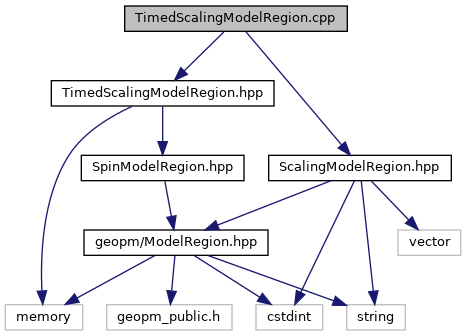 TimedScalingModelRegion.cpp
TimedScalingModelRegion.hpp
SpinModelRegion.hpp
ScalingModelRegion.hpp
geopm/ModelRegion.hpp
vector
memory
geopm_public.h
cstdint
string